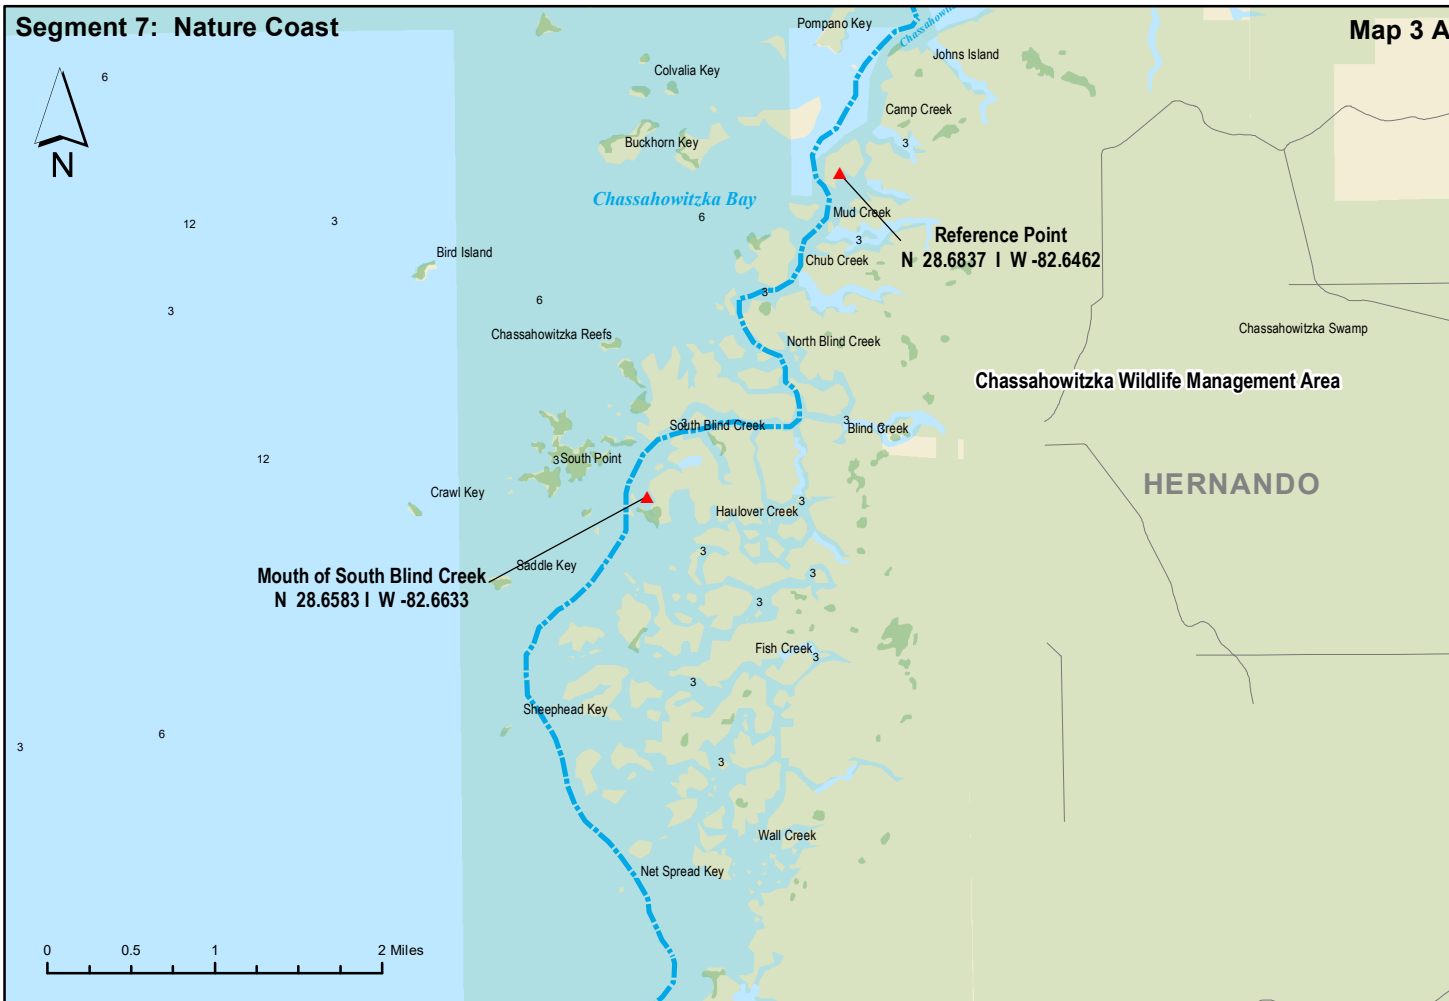 Segment 7: Nature Coast
Map 3 A
Pompano Key
Johns Island
Colvalia Key
6
Camp Creek
Buckhorn Key
3
Chassahowitzka Bay
12
3
6
Mud Creek
Reference Point
N 28.6837 I W -82.6462
3
Bird Island
Chub Creek
3
6
3
Chassahowitzka Reefs
Chassahowitzka Swamp
North Blind Creek
Chassahowitzka Wildlife Management Area
3
South Blind Creek
3
Blind Creek
3
12
3
South Point
HERNANDO
Crawl Key
3
Haulover Creek
3
Saddle Key
Mouth of South Blind Creek
N 28.6583 I W -82.6633
3
3
Fish Creek
3
3
Sheephead Key
3
6
3
Wall Creek
Net Spread Key
0 0.5 1 2 Miles
N